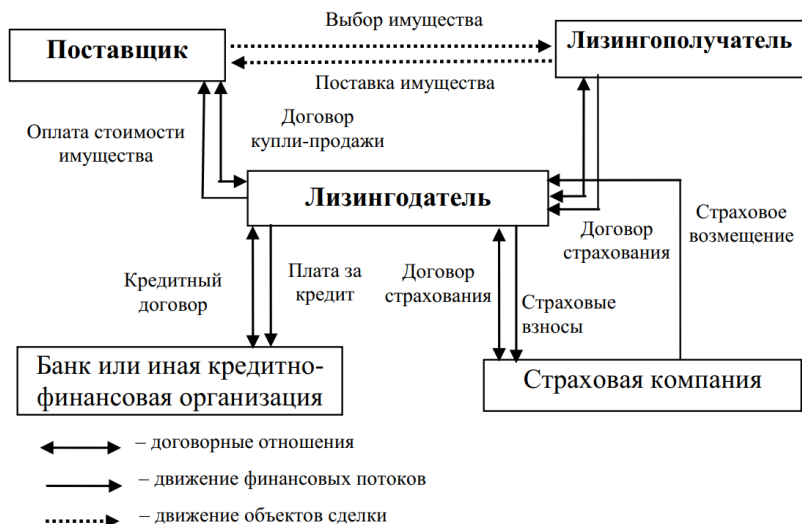 Выбор имущества
Поставщик
Лизингополучатель
Поставка имущества
Оплата стоимости
имущества
Договор
купли-продажи
Лизингодатель
Страховое
возмещение
Договор
страхования
Кредитный
договор
Плата за
кредит
Договор
страхования
Страховые
взносы
Банк или иная кредитно-
финансовая организация
Страховая компания
– договорные отношения
– движение финансовых потоков
– движение объектов сделки